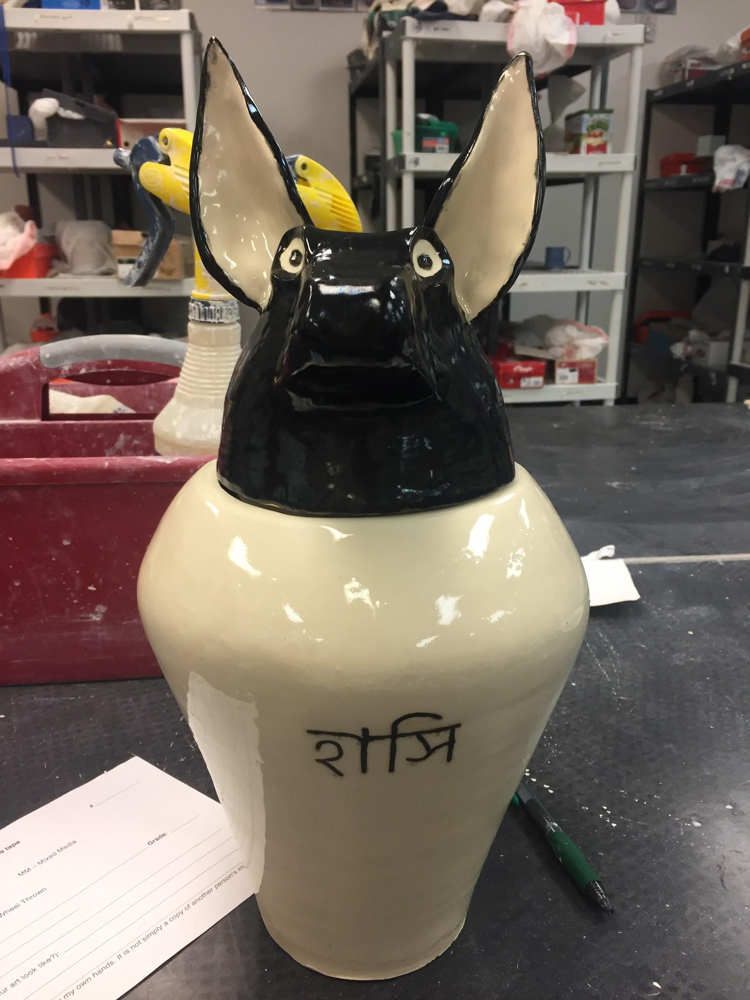 रासि
#
s tape
MM – Mixed Media
Grade:
Wheel Thrown
ur art look like?):
my own hands. It is not simply a copy of another person's im